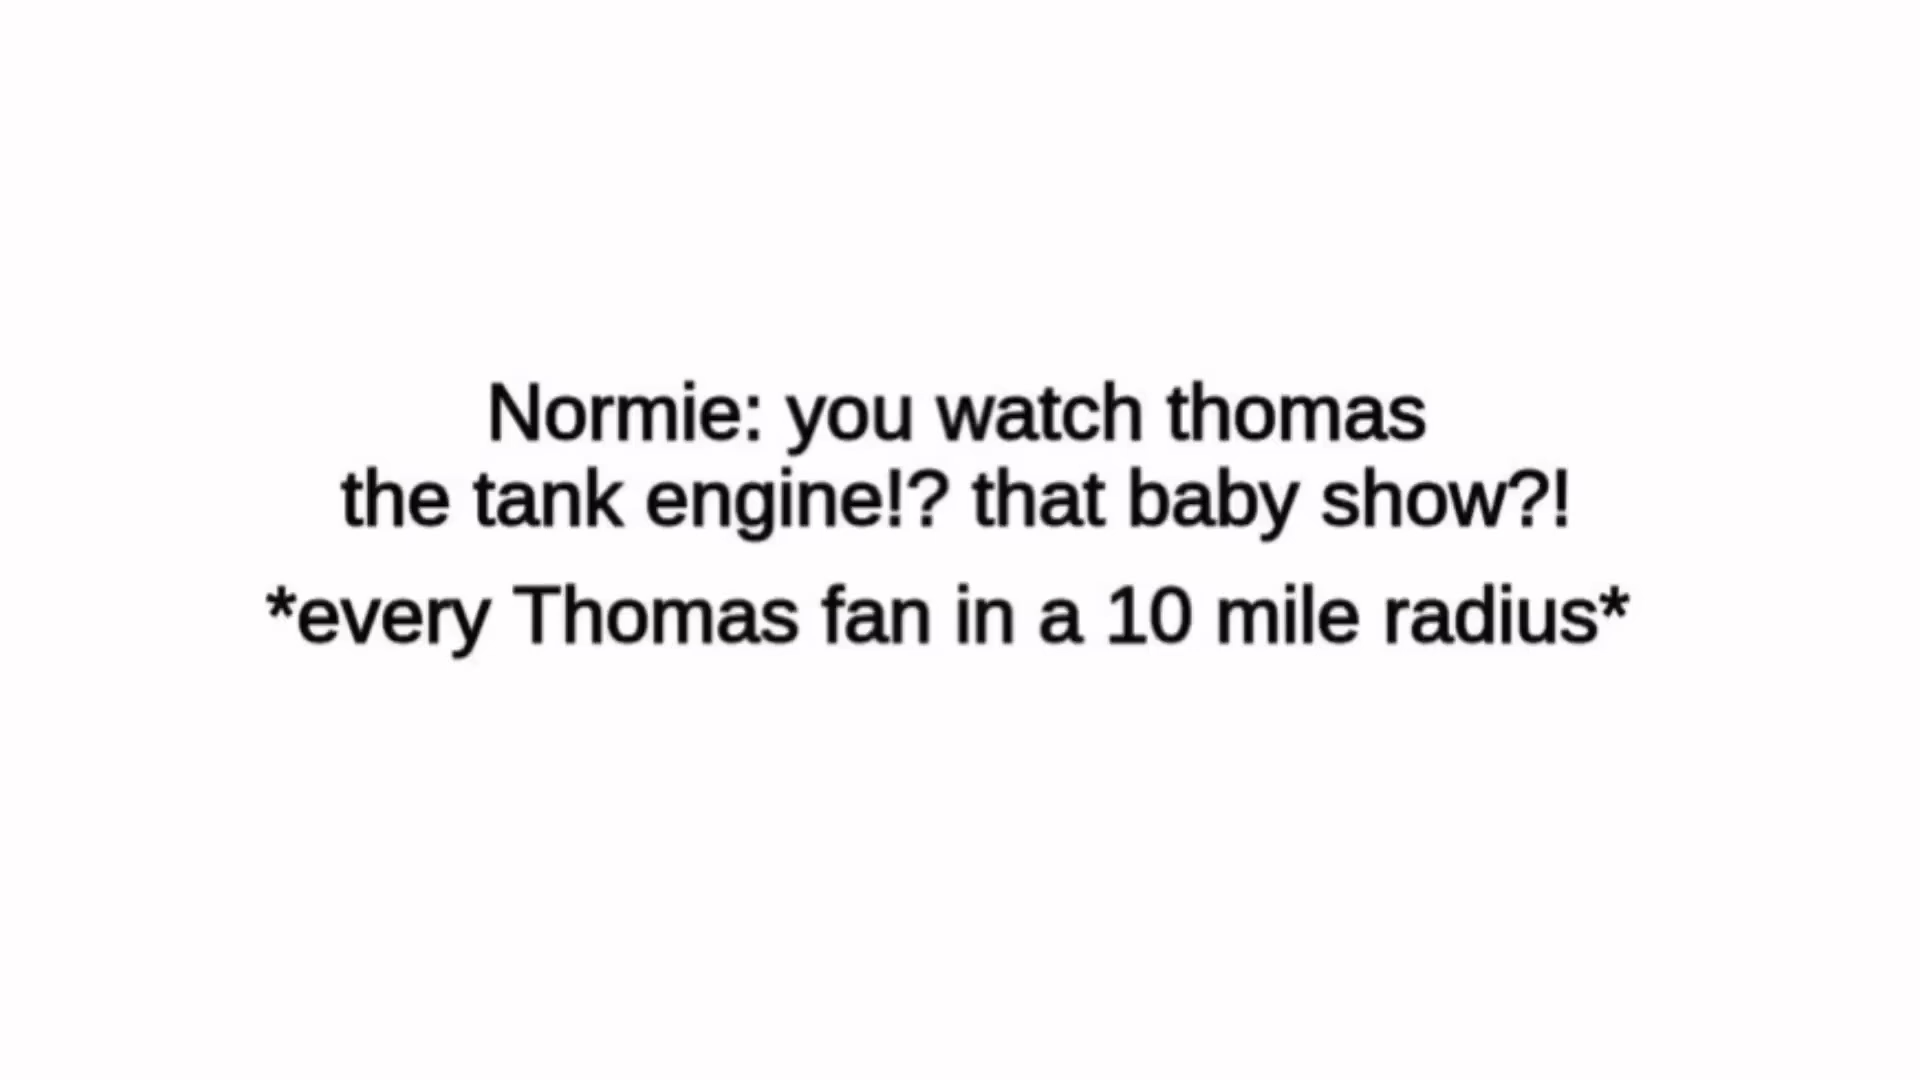 Normie: you watch thomas
the tank engine!? that baby show?!
*every Thomas fan in a 10 mile radius*